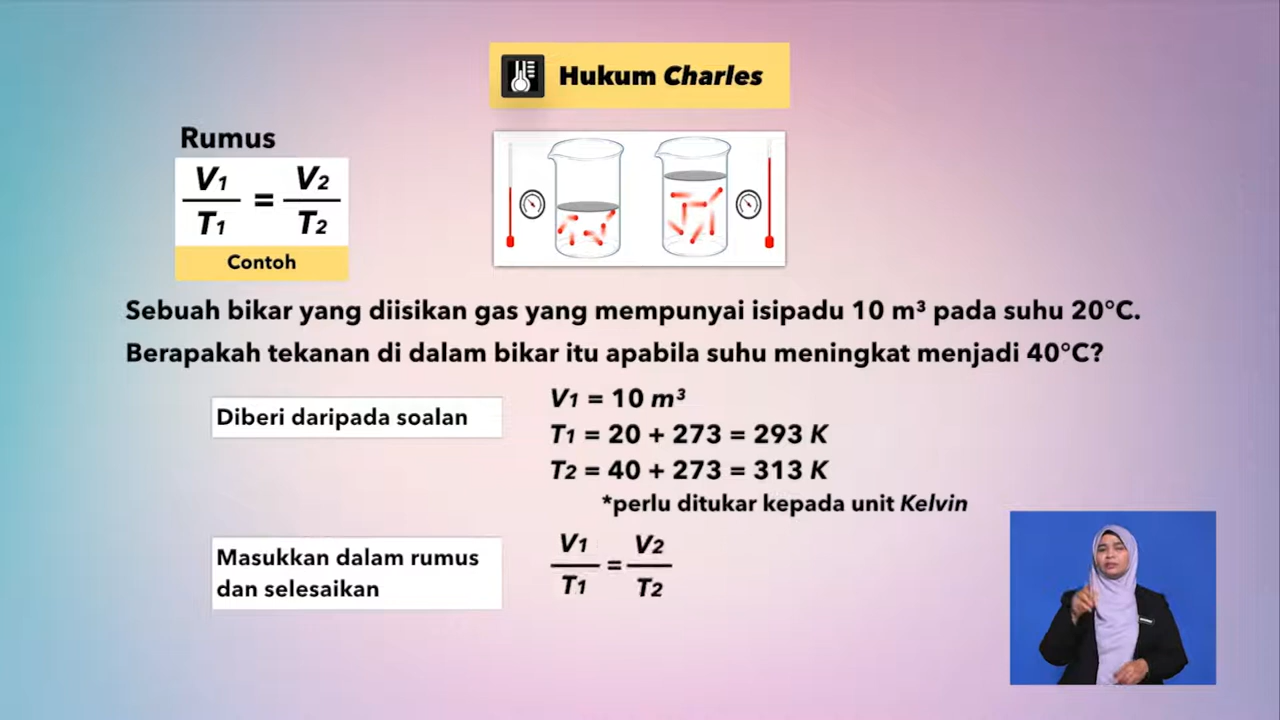 Hukum Charles
Rumus
V₁/T₁ = V₂/T₂
Contoh
Sebuah bikar yang diisikan gas yang mempunyai isipadu 10 m³ pada suhu 20°C.
Berapakah tekanan di dalam bikar itu apabila suhu meningkat menjadi 40°C?
Diberi daripada soalan
V₁ = 10 m³
T₁ = 20 + 273 = 293 K
T₂ = 40 + 273 = 313 K
*perlu ditukar kepada unit Kelvin
Masukkan dalam rumus
dan selesaikan
V₁/T₁ = V₂/T₂